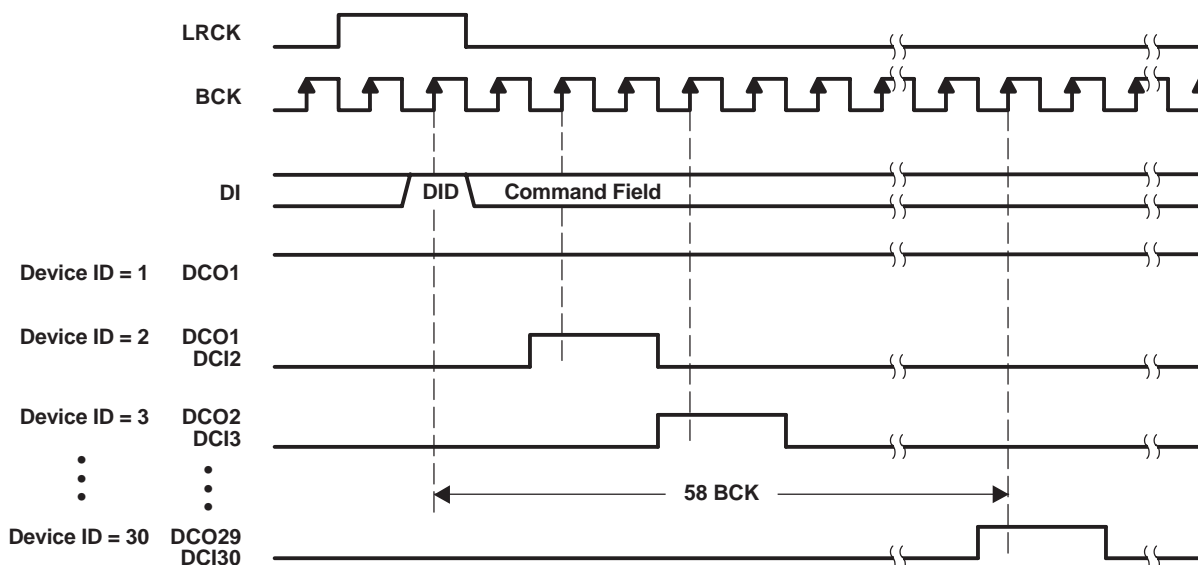 LRCK
BCK
DI DID Command Field
Device ID = 1 DCO1
Device ID = 2 DCO1
DCI2
Device ID = 3 DCO2
DCI3
58 BCK
Device ID = 30 DCO29
DCI30